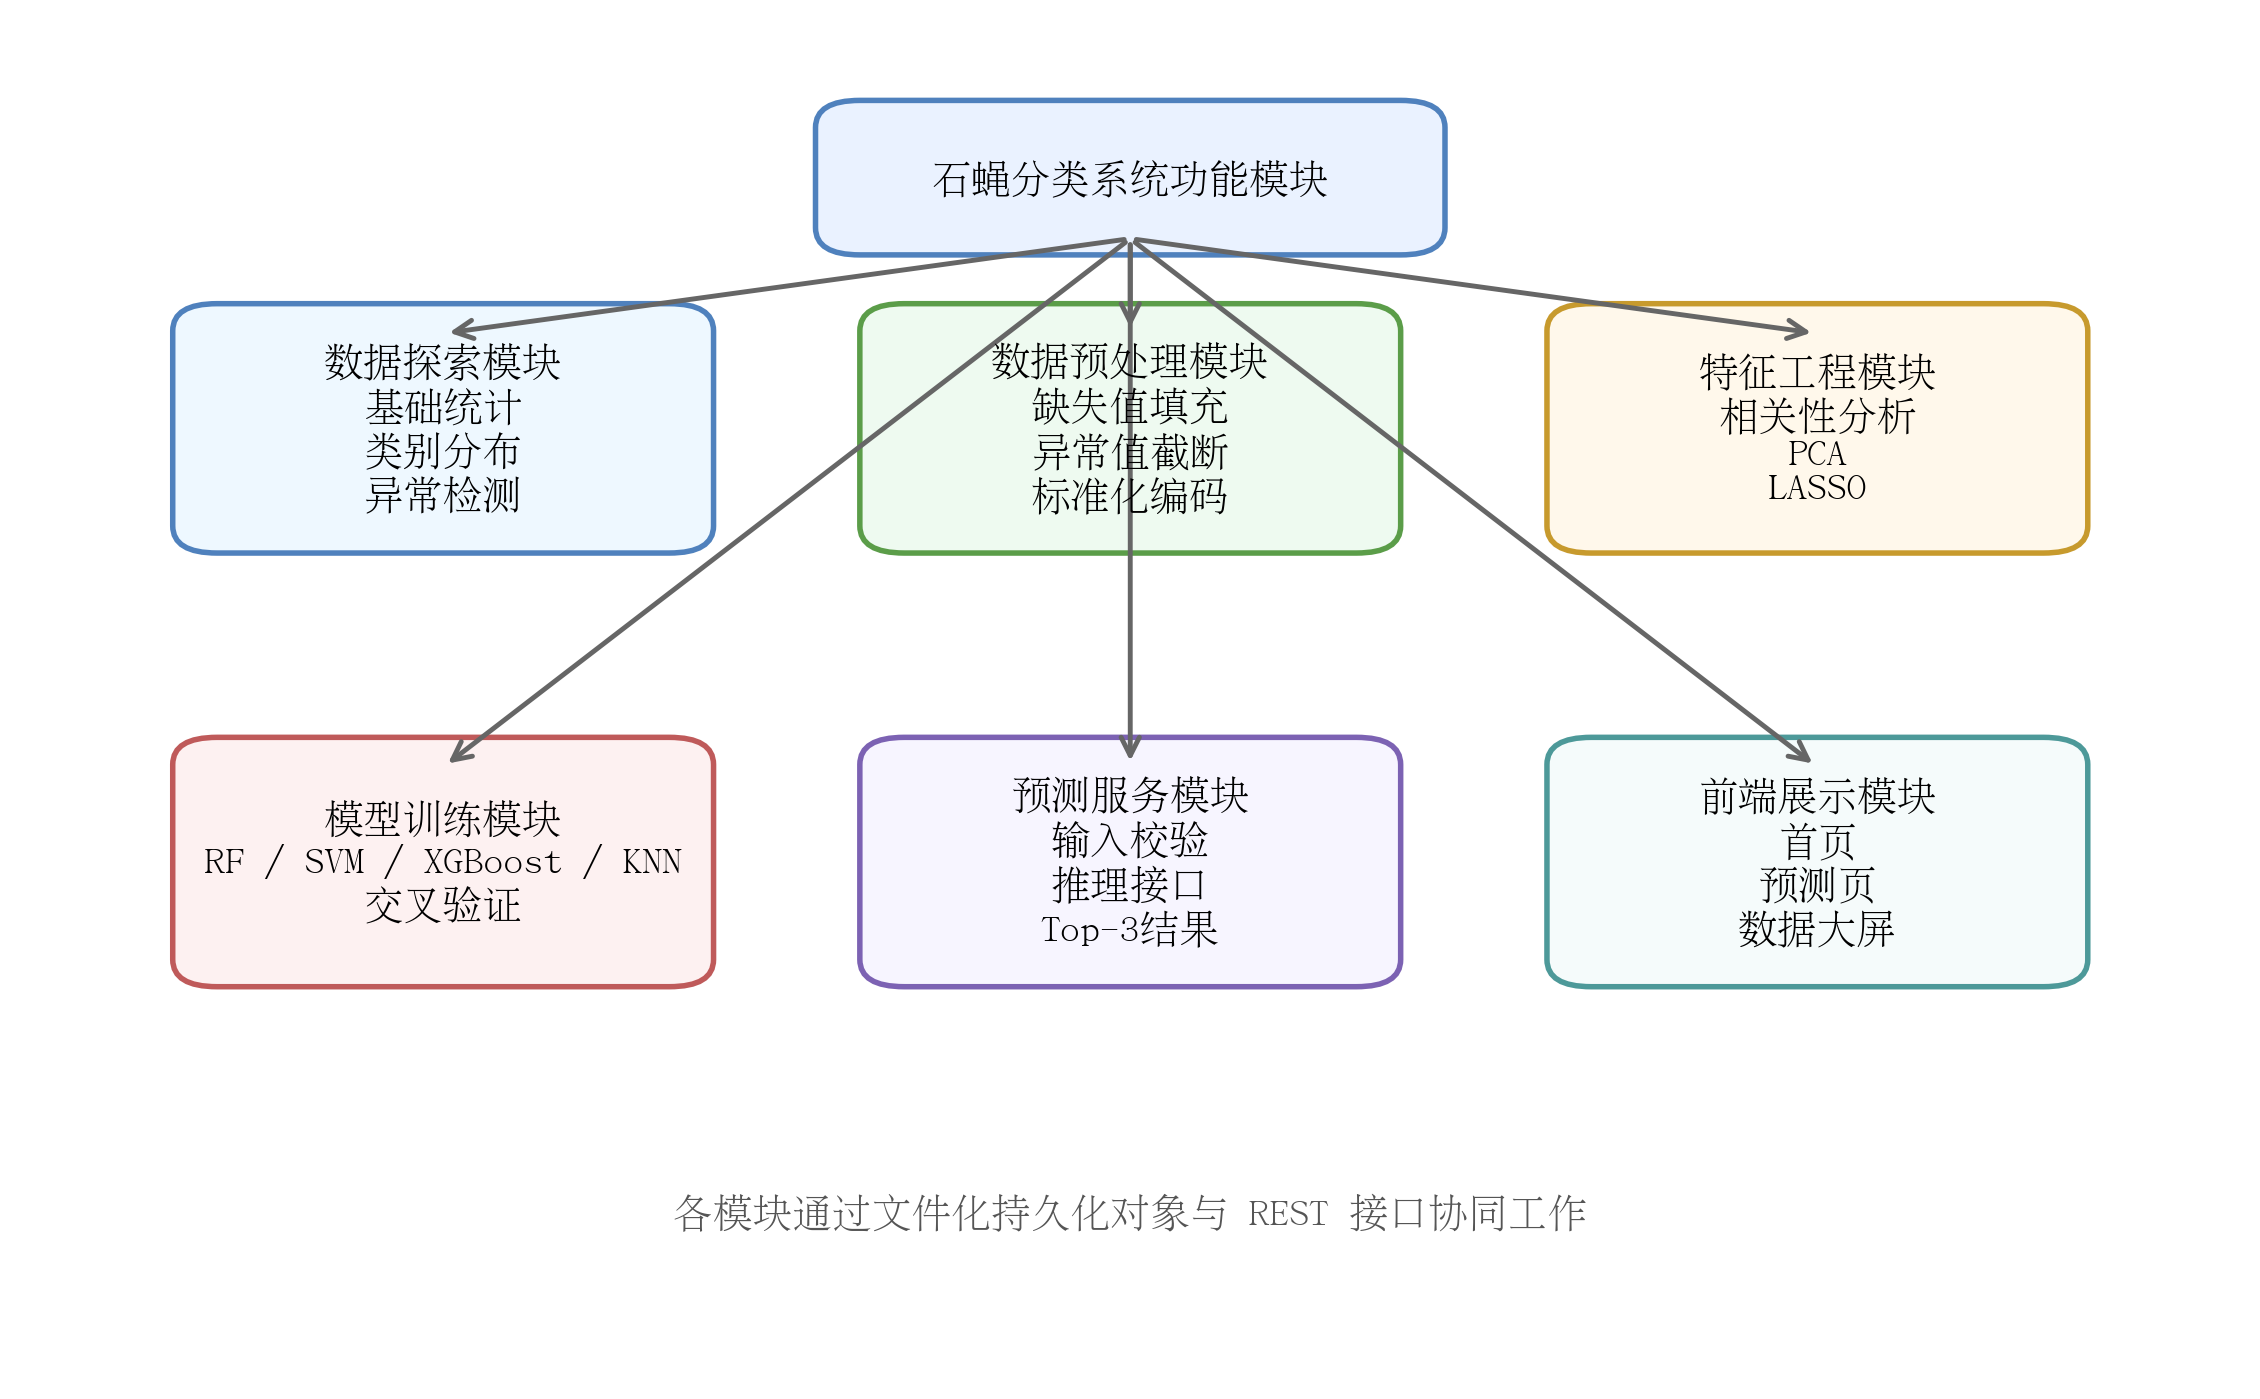 石蝇分类系统功能模块
数据探索模块
基础统计
类别分布
异常检测
数据预处理模块
缺失值填充
异常值截断
标准化编码
特征工程模块
相关性分析
PCA
LASSO
模型训练模块
RF / SVM / XGBoost / KNN
交叉验证
预测服务模块
输入校验
推理接口
Top-3结果
前端展示模块
首页
预测页
数据大屏
各模块通过文件化持久化对象与 REST 接口协同工作